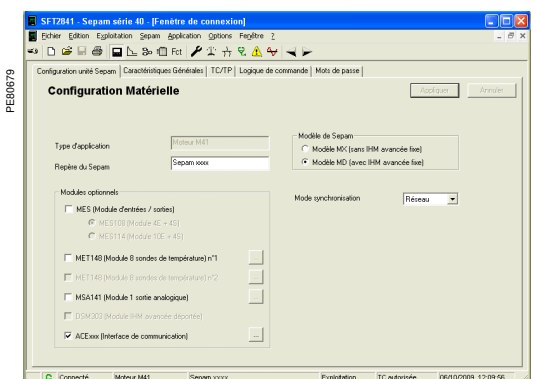 SFT2841 - Sepam série 40 - [Fenêtre de connexion]
Fichier Edition Exploitation Sepam Application Options Fenêtre ?
Fct
Configuration unité Sepam Caractéristiques Générales TC/TP Logique de commande Mots de passe
PE80679
Configuration Matérielle
Appliquer Annuler
Type d'application Moteur M41
Repère du Sepam Sepam xxxx
Modèle de Sepam
Modèle MX (sans IHM avancée fixe)
Modèle MD (avec IHM avancée fixe)
Mode synchronisation Réseau
Modules optionnels
MES (Module d'entrées / sorties)
MES108 (Module 4E + 4S)
MES114 (Module 10E + 4S)
MET148 (Module 8 sondes de température) n°1 ...
MET148 (Module 8 sondes de température) n°2 ...
MSA141 (Module 1 sortie analogique) ...
DSM303 (Module IHM avancée déportée)
ACExxx (Interface de communication) ...
Connecté Moteur M41 Sepam xxxx Exploitation TC autorisée 06/10/2009 12:09:56